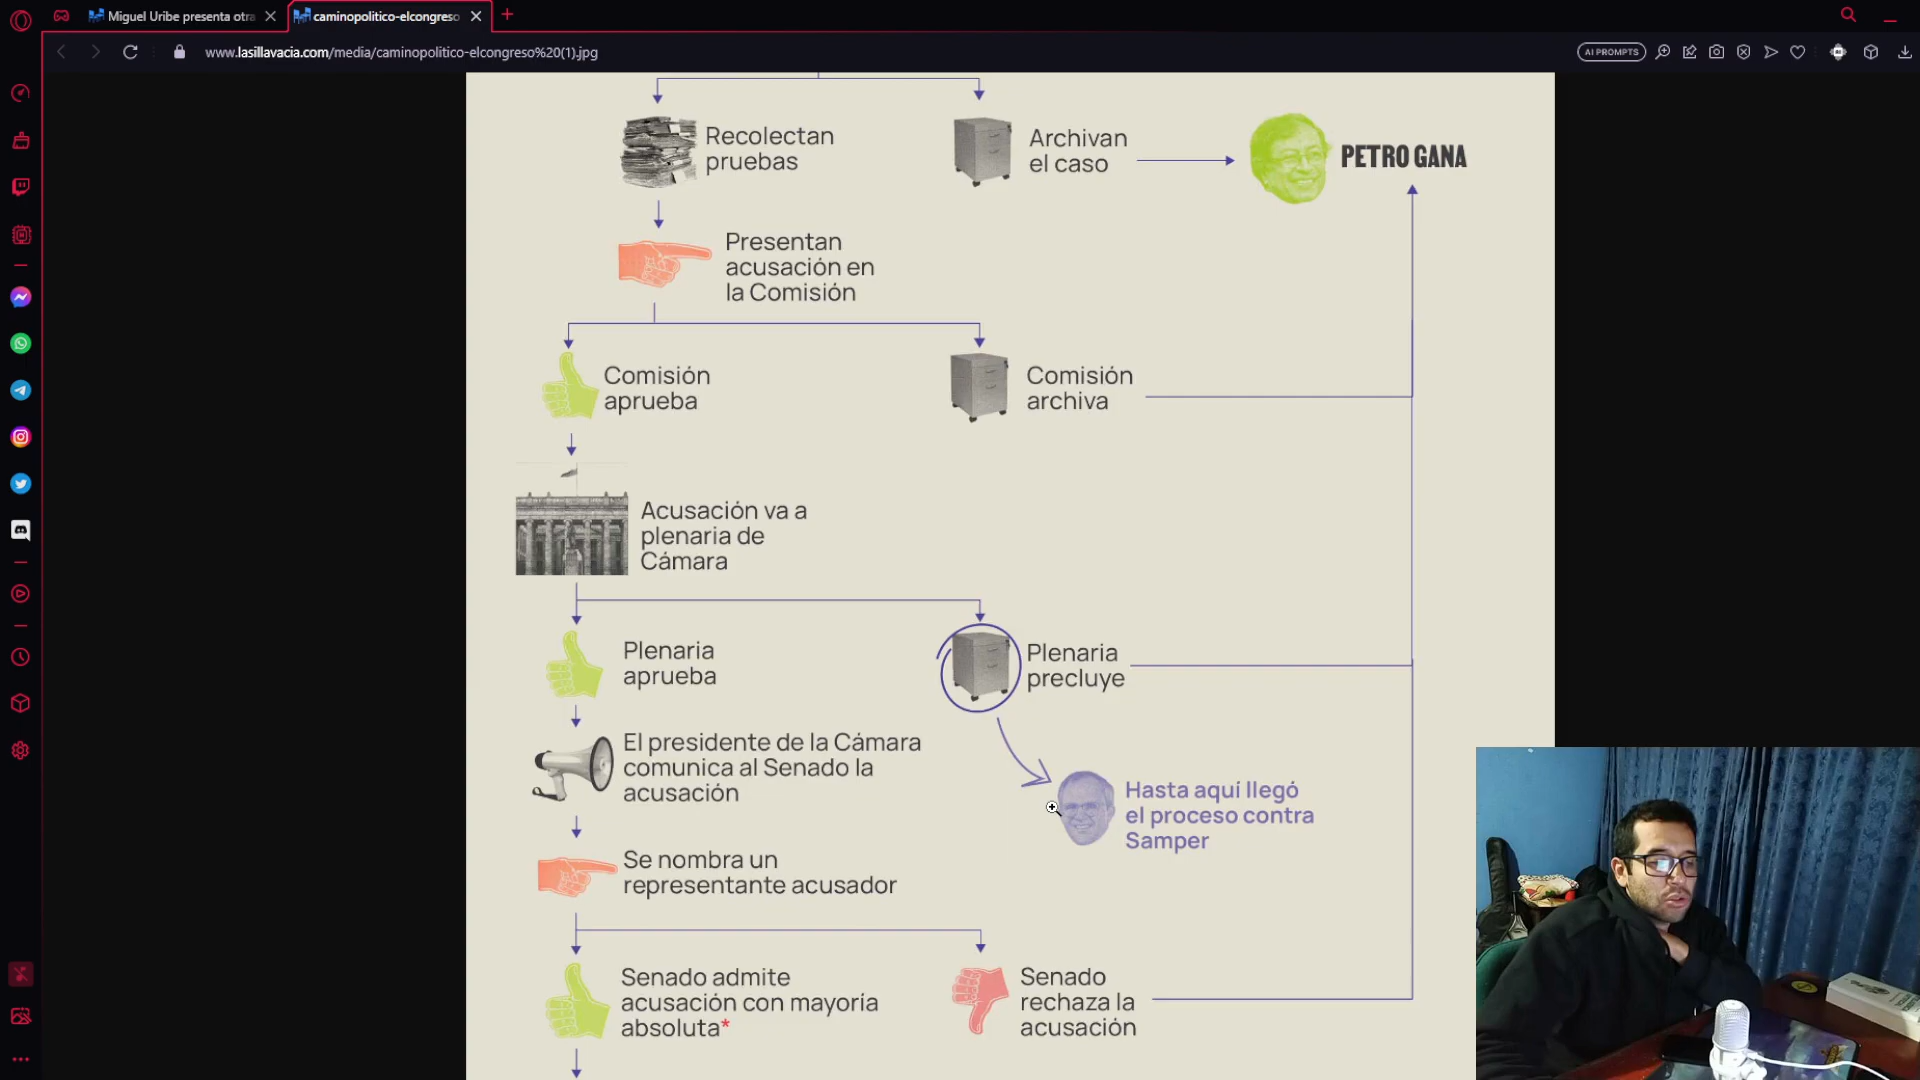 Miguel Uribe presenta otra
caminopolitico-elcongreso
www.lasillavacia.com/media/caminopolitico-elcongreso%20(1).jpg
AI PROMPTS
Recolectan
pruebas
Archivan
el caso
PETRO GANA
Presentan
acusación en
la Comisión
Comisión
aprueba
Comisión
archiva
Acusación va a
plenaria de
Cámara
Plenaria
aprueba
Plenaria
precluye
El presidente de la Cámara
comunica al Senado la
acusación
Hasta aquí llegó
el proceso contra
Samper
Se nombra un
representante acusador
Senado admite
acusación con mayoría
absoluta*
Senado
rechaza la
acusación